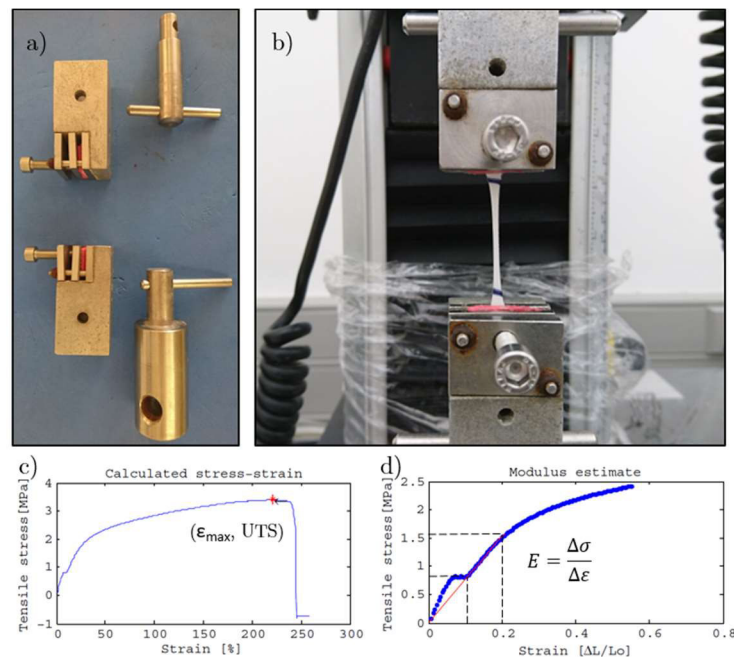 a)
b)
c)
Calculated stress-strain
Tensile stress[MPa]
4
3
2
1
0
-1
(εmax, UTS)
0 50 100 150 200 250 300
Strain [%]
d)
Modulus estimate
Tensile stress[MPa]
2.5
2
1.5
1
0.5
0
E = Δσ/Δε
0 0.2 0.4 0.6 0.8
Strain [ΔL/Lo]